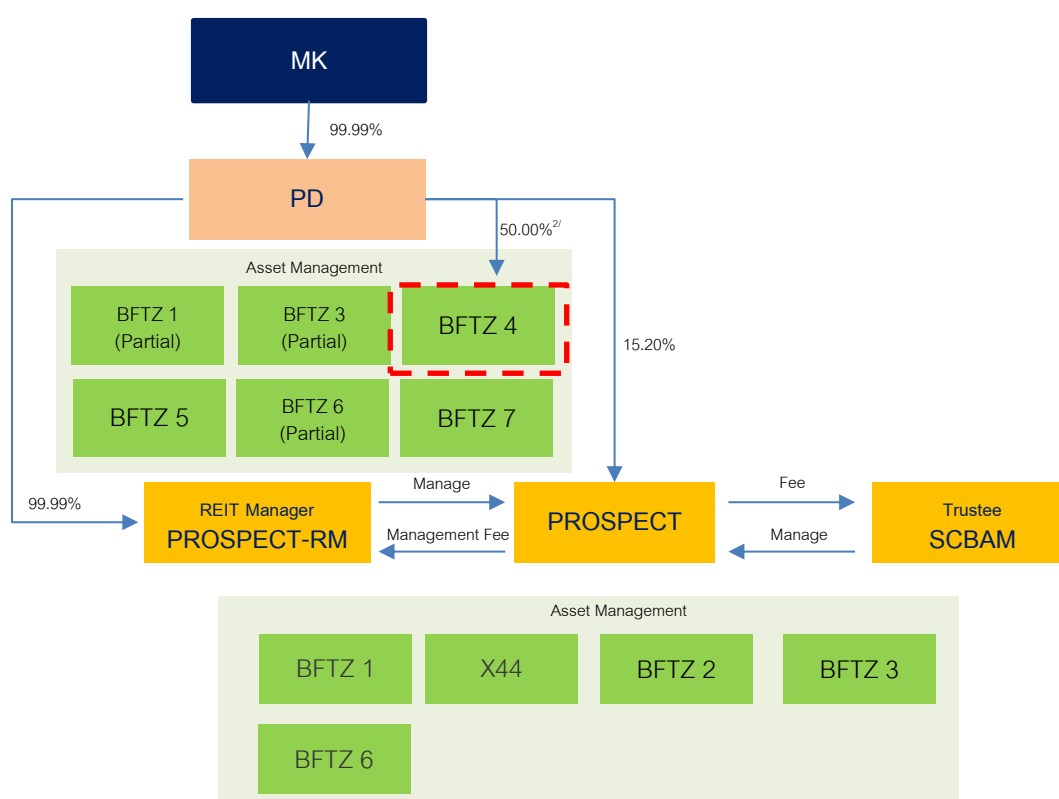 MK
99.99%
PD
50.00%2/
Asset Management
BFTZ 1
(Partial)
BFTZ 3
(Partial)
BFTZ 4
15.20%
BFTZ 5
BFTZ 6
(Partial)
BFTZ 7
99.99%
REIT Manager
PROSPECT-RM
Manage
Management Fee
PROSPECT
Fee
Manage
Trustee
SCBAM
Asset Management
BFTZ 1
X44
BFTZ 2
BFTZ 3
BFTZ 6